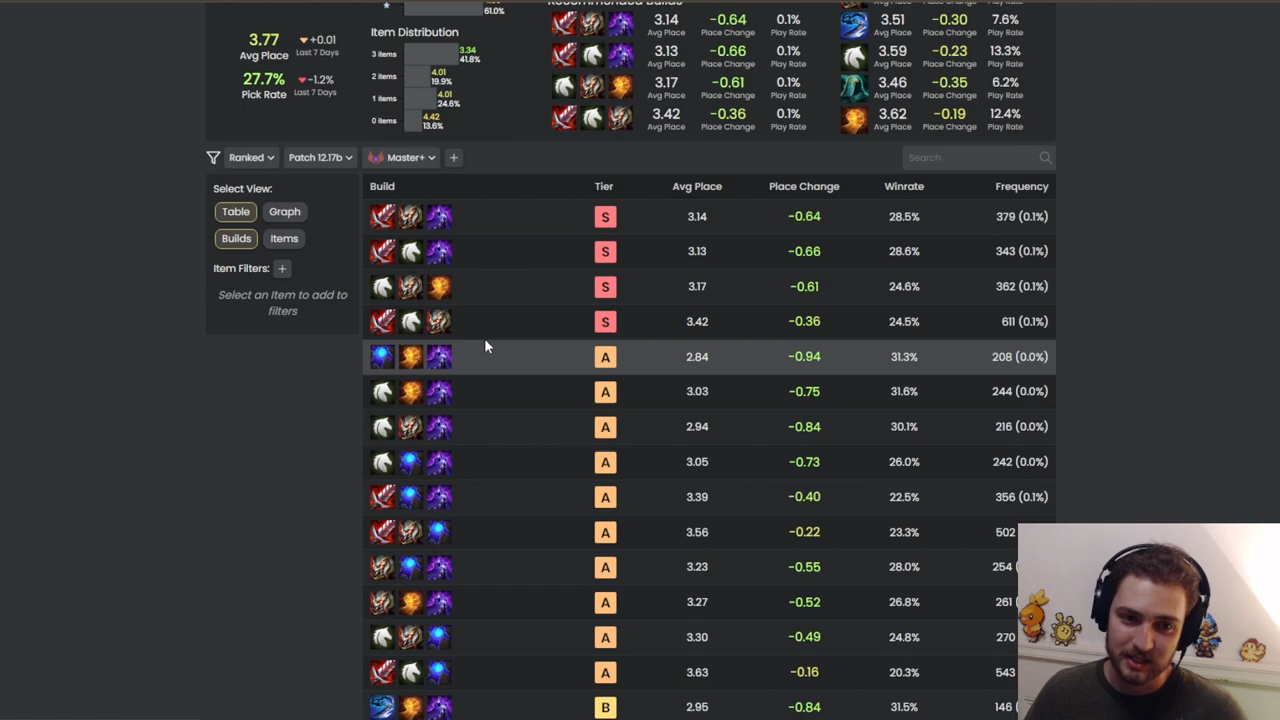 61.0%
3.77
Avg Place
+0.01
Last 7 Days
27.7%
Pick Rate
-1.2%
Last 7 Days
Item Distribution
3 items 3.34 41.8%
2 items 4.01 19.9%
1 items 4.01 24.6%
0 items 4.42 13.6%
Recommended Builds
3.14 -0.64 0.1%
Avg Place Place Change Play Rate
3.13 -0.66 0.1%
Avg Place Place Change Play Rate
3.17 -0.61 0.1%
Avg Place Place Change Play Rate
3.42 -0.36 0.1%
Avg Place Place Change Play Rate
Avg Place Place Change Play Rate
3.51 -0.30 7.6%
Avg Place Place Change Play Rate
3.59 -0.23 13.3%
Avg Place Place Change Play Rate
3.46 -0.35 6.2%
Avg Place Place Change Play Rate
3.62 -0.19 12.4%
Avg Place Place Change Play Rate
Ranked Patch 12.17b Master+ + Search
Select View:
Table Graph
Builds Items
Item Filters: +
Select an Item to add to
filters
Build Tier Avg Place Place Change Winrate Frequency
S 3.14 -0.64 28.5% 379 (0.1%)
S 3.13 -0.66 28.6% 343 (0.1%)
S 3.17 -0.61 24.6% 362 (0.1%)
S 3.42 -0.36 24.5% 611 (0.1%)
A 2.84 -0.94 31.3% 208 (0.0%)
A 3.03 -0.75 31.6% 244 (0.0%)
A 2.94 -0.84 30.1% 216 (0.0%)
A 3.05 -0.73 26.0% 242 (0.0%)
A 3.39 -0.40 22.5% 356 (0.1%)
A 3.56 -0.22 23.3% 502
A 3.23 -0.55 28.0% 254
A 3.27 -0.52 26.8% 261
A 3.30 -0.49 24.8% 270
A 3.63 -0.16 20.3% 543
B 2.95 -0.84 31.5% 146